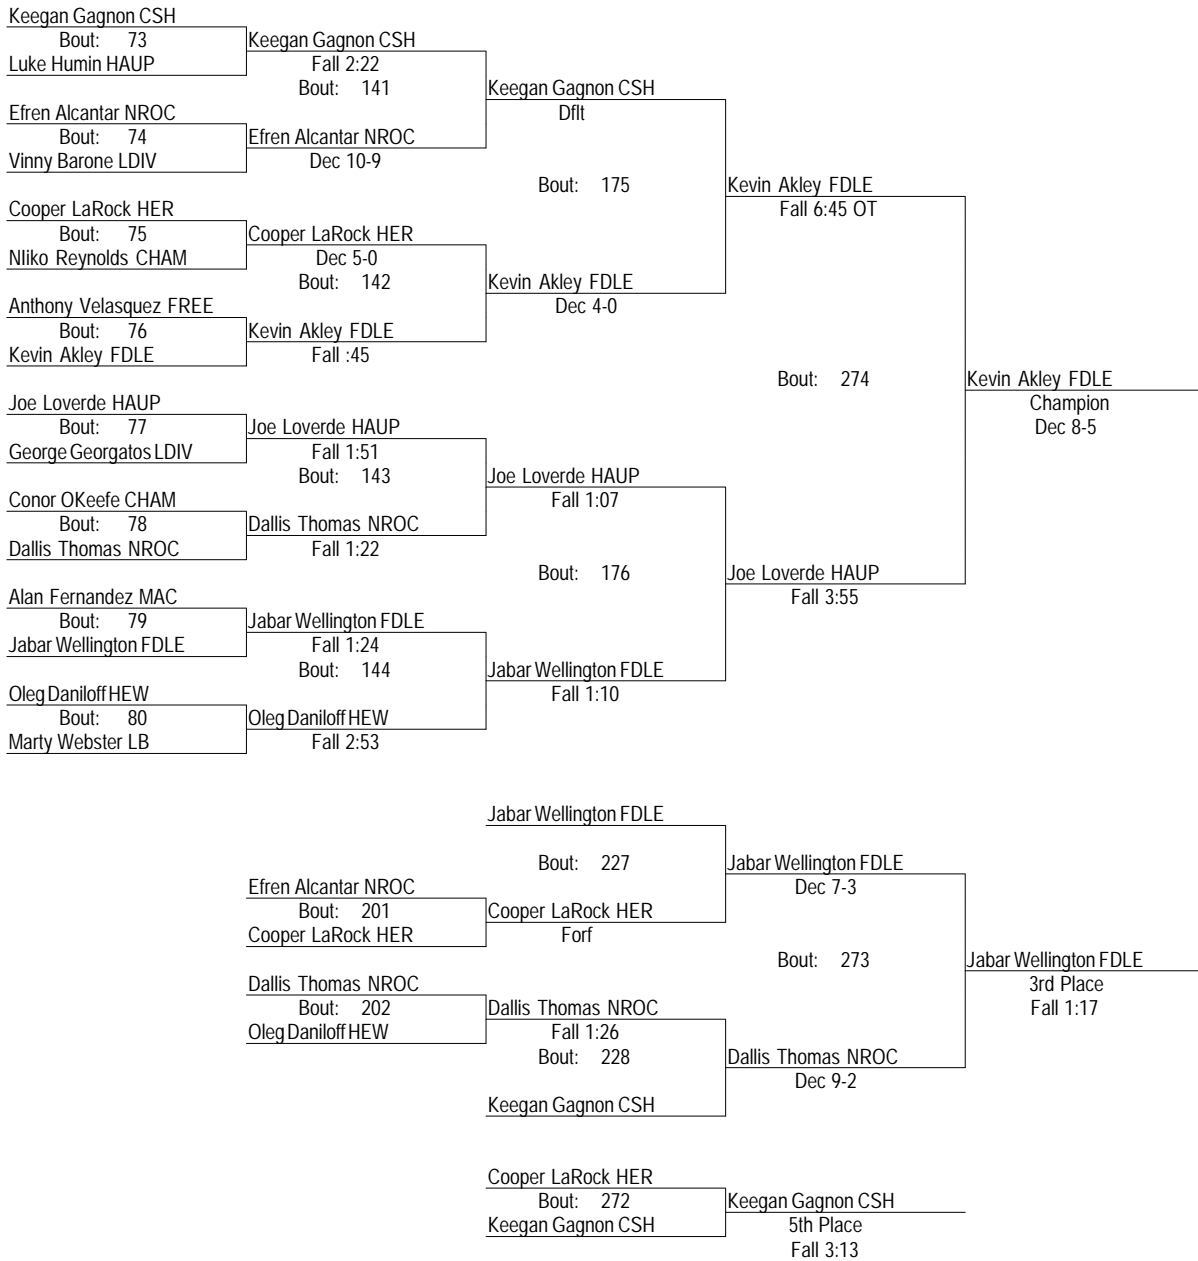 Keegan Gagnon CSH
Bout: 73
Luke Humin HAUP
Keegan Gagnon CSH
Fall 2:22
Bout: 141
Efren Alcantar NROC
Bout: 74
Vinny Barone LDIV
Efren Alcantar NROC
Dec 10-9
Keegan Gagnon CSH
Dflt
Bout: 175
Cooper LaRock HER
Bout: 75
NIiko Reynolds CHAM
Cooper LaRock HER
Dec 5-0
Bout: 142
Anthony Velasquez FREE
Bout: 76
Kevin Akley FDLE
Kevin Akley FDLE
Fall :45
Kevin Akley FDLE
Dec 4-0
Kevin Akley FDLE
Fall 6:45 OT
Bout: 274
Kevin Akley FDLE
Champion
Dec 8-5
Joe Loverde HAUP
Bout: 77
George Georgatos LDIV
Joe Loverde HAUP
Fall 1:51
Bout: 143
Conor OKeefe CHAM
Bout: 78
Dallis Thomas NROC
Dallis Thomas NROC
Fall 1:22
Joe Loverde HAUP
Fall 1:07
Bout: 176
Joe Loverde HAUP
Fall 3:55
Alan Fernandez MAC
Bout: 79
Jabar Wellington FDLE
Jabar Wellington FDLE
Fall 1:24
Bout: 144
Oleg Daniloff HEW
Bout: 80
Marty Webster LB
Oleg Daniloff HEW
Fall 2:53
Jabar Wellington FDLE
Fall 1:10
Jabar Wellington FDLE
Bout: 227
Efren Alcantar NROC
Bout: 201
Cooper LaRock HER
Cooper LaRock HER
Forf
Jabar Wellington FDLE
Dec 7-3
Bout: 273
Jabar Wellington FDLE
3rd Place
Fall 1:17
Dallis Thomas NROC
Bout: 202
Oleg Daniloff HEW
Dallis Thomas NROC
Fall 1:26
Bout: 228
Keegan Gagnon CSH
Dallis Thomas NROC
Dec 9-2
Cooper LaRock HER
Bout: 272
Keegan Gagnon CSH
Keegan Gagnon CSH
5th Place
Fall 3:13